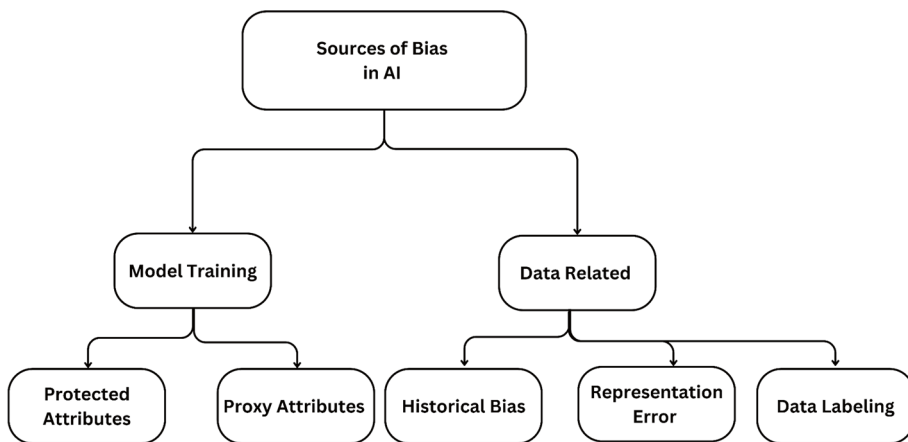 Sources of Bias
in AI
Model Training
Data Related
Protected
Attributes
Proxy Attributes
Historical Bias
Representation
Error
Data Labeling